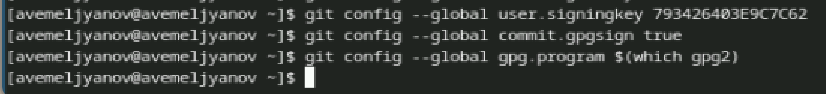 [avemeljyanov@avemeljyanov ~]$ git config --global user.signingkey 793426403E9C7C62
[avemeljyanov@avemeljyanov ~]$ git config --global commit.gpgsign true
[avemeljyanov@avemeljyanov ~]$ git config --global gpg.program $(which gpg2)
[avemeljyanov@avemeljyanov ~]$